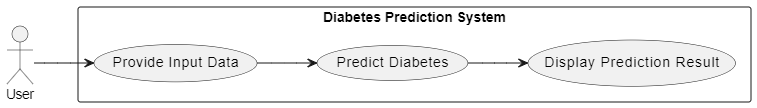 Diabetes Prediction System
Provide Input Data
Predict Diabetes
Display Prediction Result
User